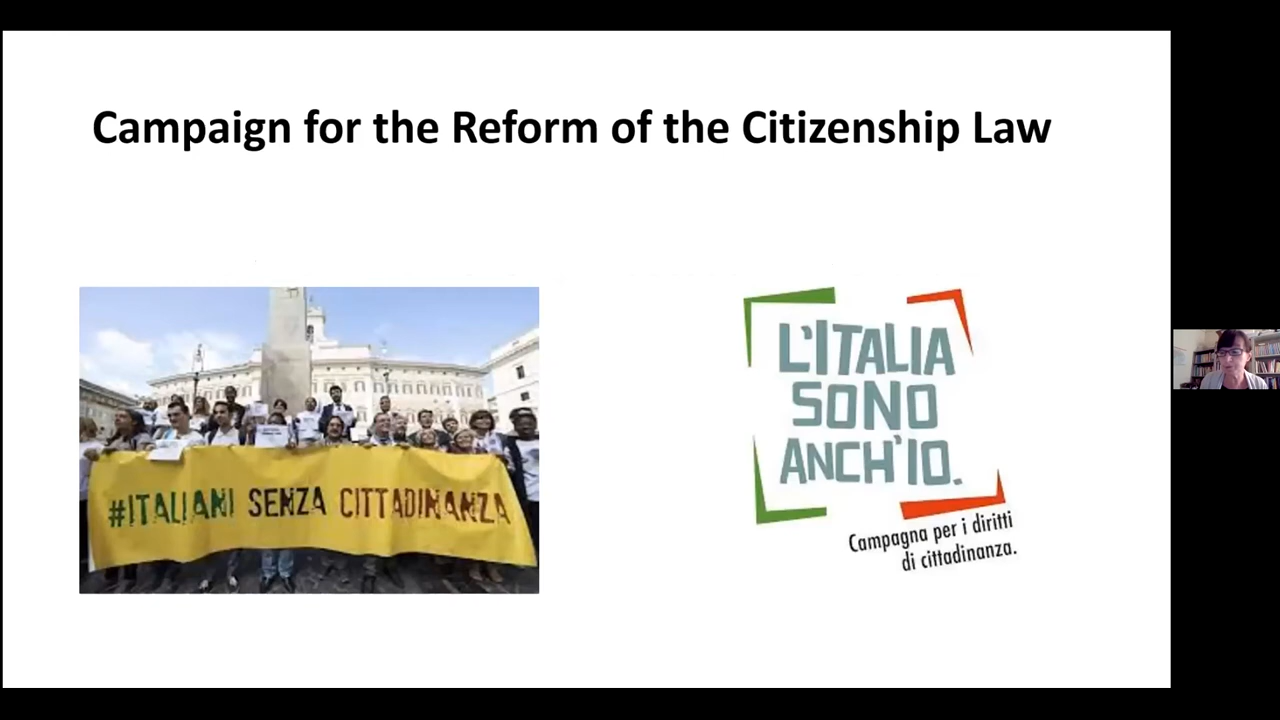 Campaign for the Reform of the Citizenship Law
#ITALIANI SENZA CITTADINANZA
L'ITALIA
SONO
ANCH'IO.
Campagna per i diritti
di cittadinanza.